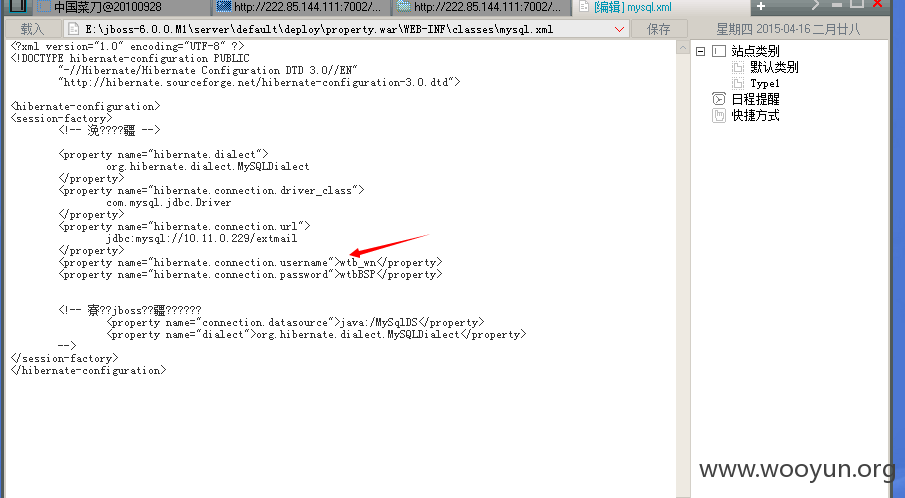 中国菜刀@20100928
http://222.85.144.111:7002/...
http://222.85.144.111:7002/...
[编辑] mysql.xml
载入
E:\jboss-6.0.0.M1\server\default\deploy\property.war\WEB-INF\classes\mysql.xml
保存
星期四 2015-04-16 二月廿八
<?xml version="1.0" encoding="UTF-8" ?>
<!DOCTYPE hibernate-configuration PUBLIC
"-//Hibernate/Hibernate Configuration DTD 3.0//EN"
"http://hibernate.sourceforge.net/hibernate-configuration-3.0.dtd">
<hibernate-configuration>
<session-factory>
<!-- 浼????疆 -->
<property name="hibernate.dialect">
org.hibernate.dialect.MySQLDialect
</property>
<property name="hibernate.connection.driver_class">
com.mysql.jdbc.Driver
</property>
<property name="hibernate.connection.url">
jdbc:mysql://10.11.0.229/extmail
</property>
<property name="hibernate.connection.username">wtb_wn</property>
<property name="hibernate.connection.password">wtbBSP</property>
<!-- 寮??jboss??疆??????
<property name="connection.datasource">java:/MySqlDS</property>
<property name="dialect">org.hibernate.dialect.MySQLDialect</property>
-->
</session-factory>
</hibernate-configuration>
站点类别
默认类别
Type1
日程提醒
快捷方式
www.wooyun.org